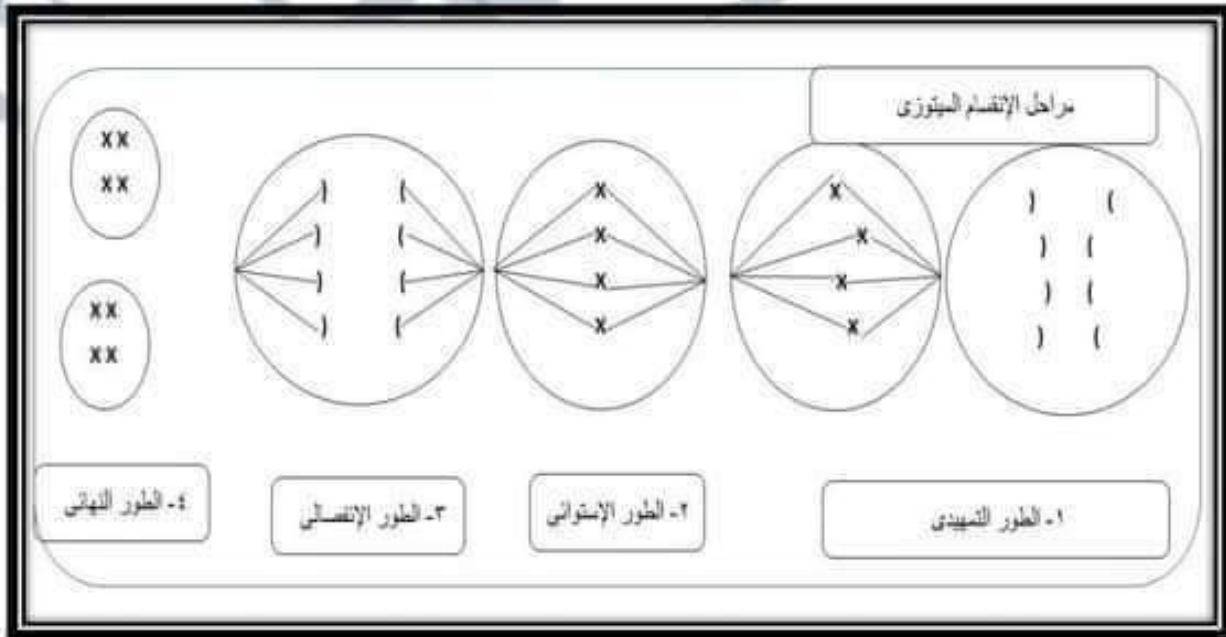 مراحل الإنقسام الميتوزى
١- الطور التمهيدى
٢- الطور الإستوائى
٣- الطور الإنفصالى
٤- الطور النهائى